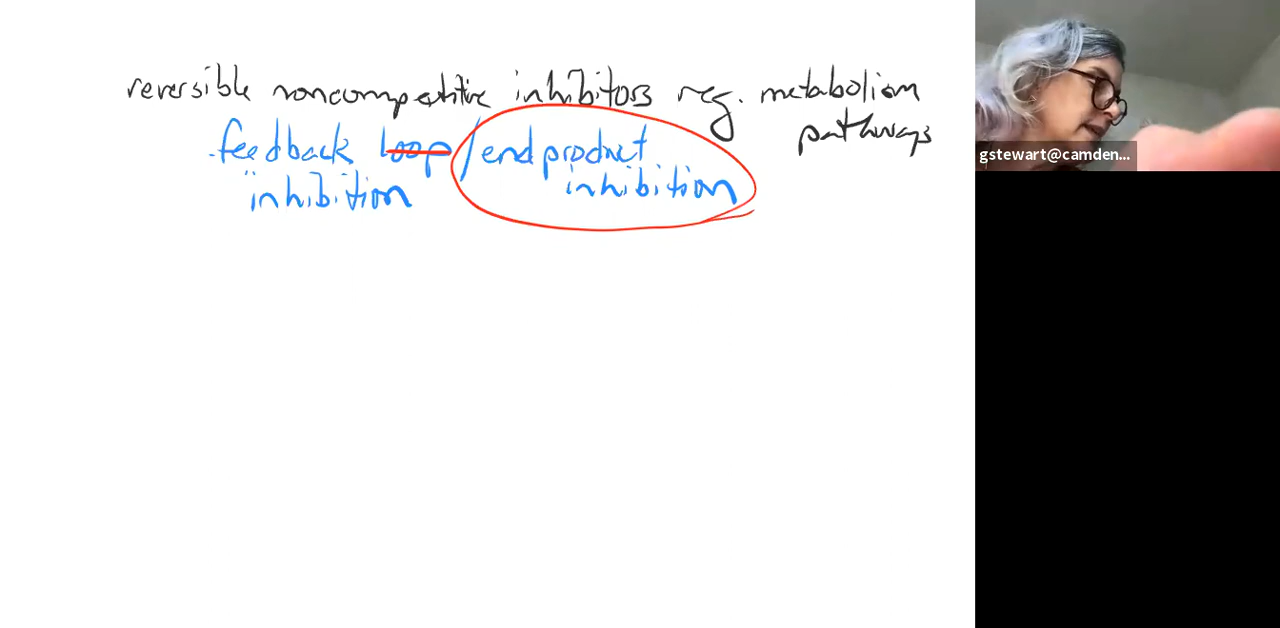 reversible noncompetitive inhibitors reg. metabolism
pathways
feedback loop/end product
inhibition inhibition
gstewart@camden...